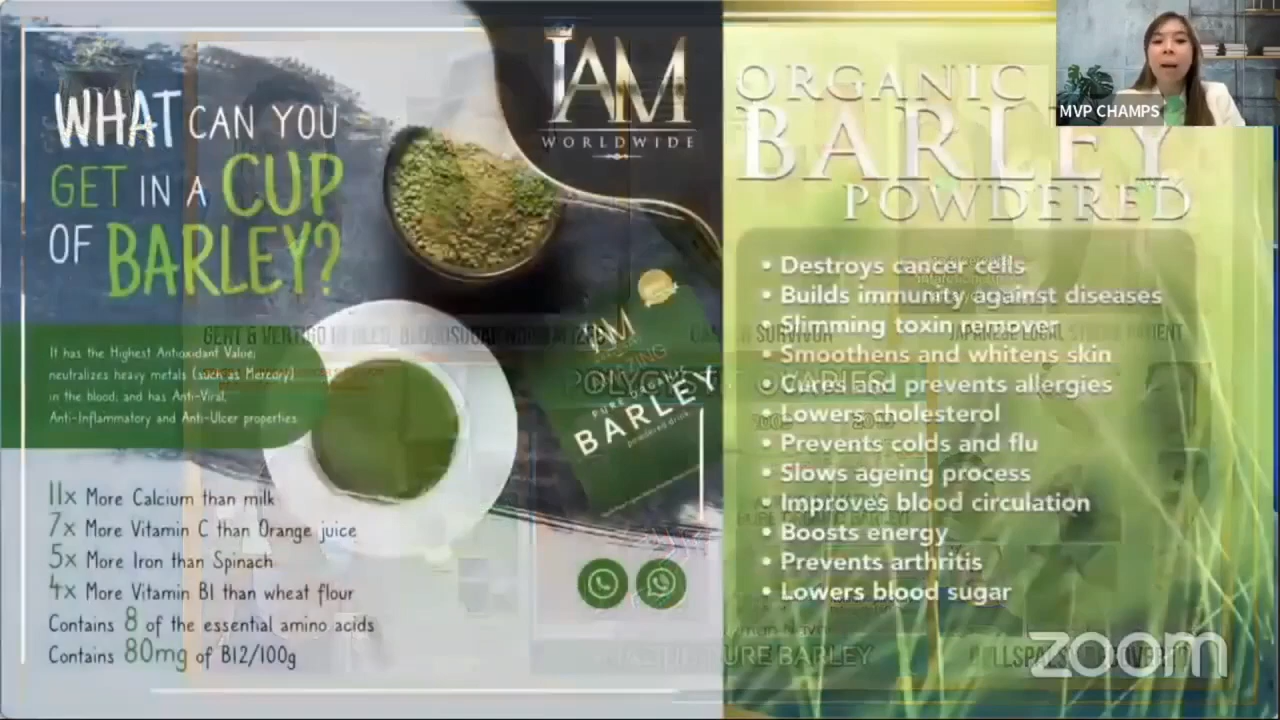 WHAT CAN YOU
GET IN A CUP
OF BARLEY?
It has the Highest Antioxidant Value;
neutralizes heavy metals (such as Mercury)
in the blood; and has Anti-Viral,
Anti-Inflammatory and Anti-Ulcer properties
11x More Calcium than milk
7x More Vitamin C than Orange juice
5x More Iron than Spinach
4x More Vitamin B1 than wheat flour
Contains 8 of the essential amino acids
Contains 80mg of B12/100g
IAM
WORLDWIDE
IAM
AMAZING
PURE ORGANIC
BARLEY
powdered drink
ORGANIC
BARLEY
POWDERED
• Destroys cancer cells
• Builds immunity against diseases
• Slimming toxin remover
• Smoothens and whitens skin
• Cures and prevents allergies
• Lowers cholesterol
• Prevents colds and flu
• Slows ageing process
• Improves blood circulation
• Boosts energy
• Prevents arthritis
• Lowers blood sugar
MVP CHAMPS
zoom